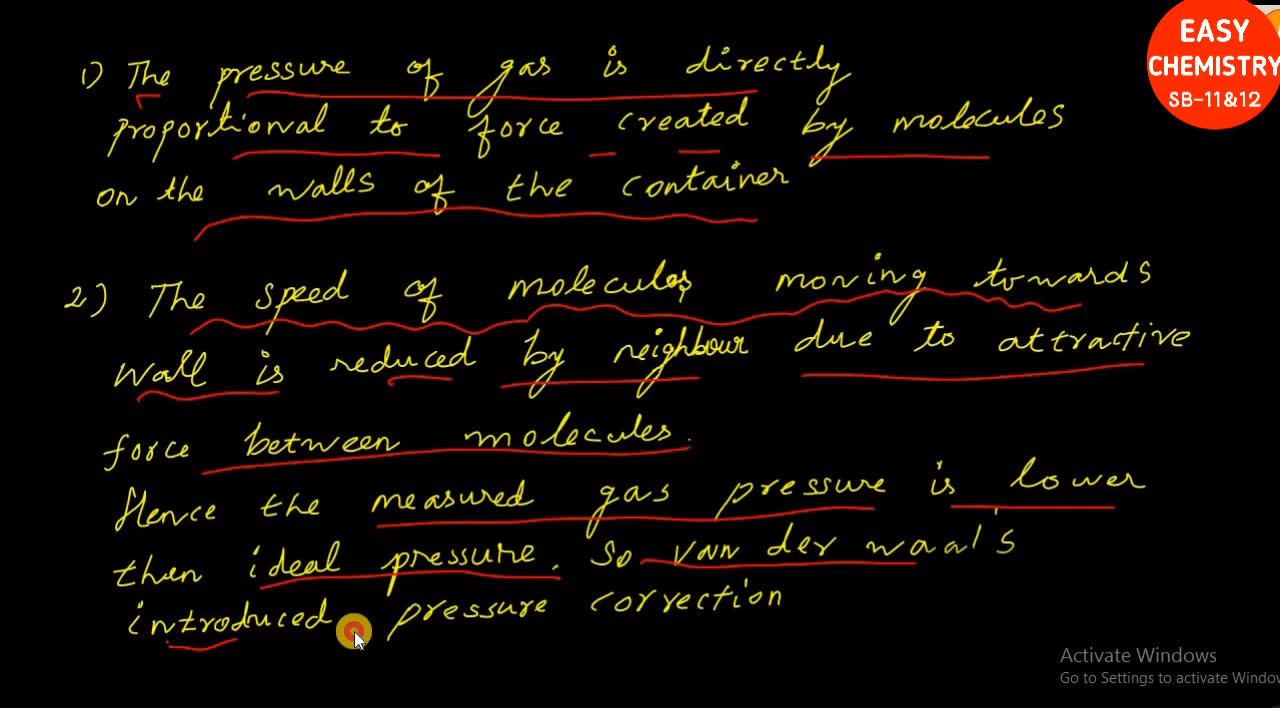 EASY
CHEMISTRY
SB-11&12
1) The pressure of gas is directly
proportional to force created by molecules
on the walls of the container
2) The speed of molecules moving towards
wall is reduced by neighbour due to attractive
force between molecules.
Hence the measured gas pressure is lower
then ideal pressure. So van der waal's
introduced pressure correction
Activate Windows
Go to Settings to activate Window